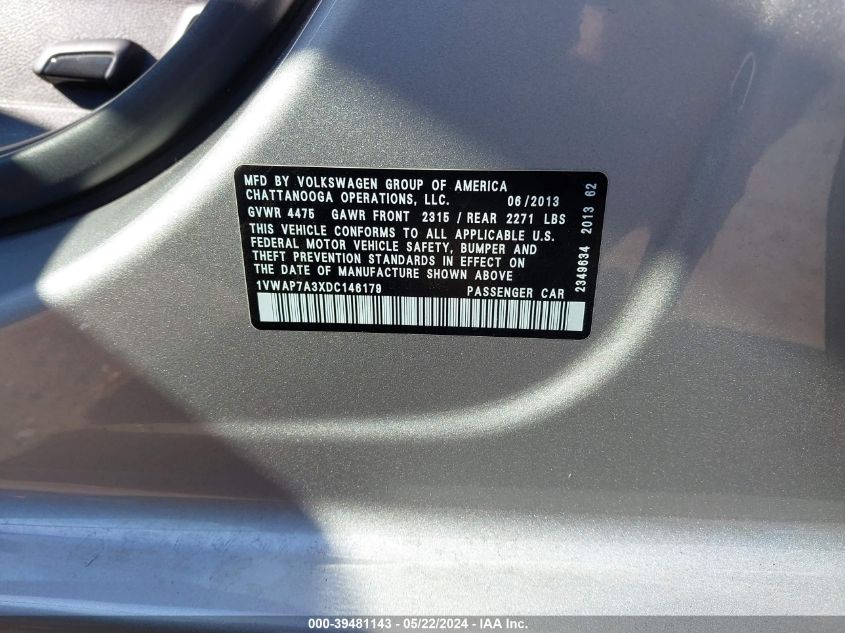 MFD BY VOLKSWAGEN GROUP OF AMERICA
CHATTANOOGA OPERATIONS, LLC. 06/2013
GVWR 4475 GAWR FRONT 2315 / REAR 2271 LBS
THIS VEHICLE CONFORMS TO ALL APPLICABLE U.S.
FEDERAL MOTOR VEHICLE SAFETY, BUMPER AND
THEFT PREVENTION STANDARDS IN EFFECT ON
THE DATE OF MANUFACTURE SHOWN ABOVE
1VWAP7A3XDC146179 PASSENGER CAR
2349634 2013 62
000-39481143 - 05/22/2024 - IAA Inc.